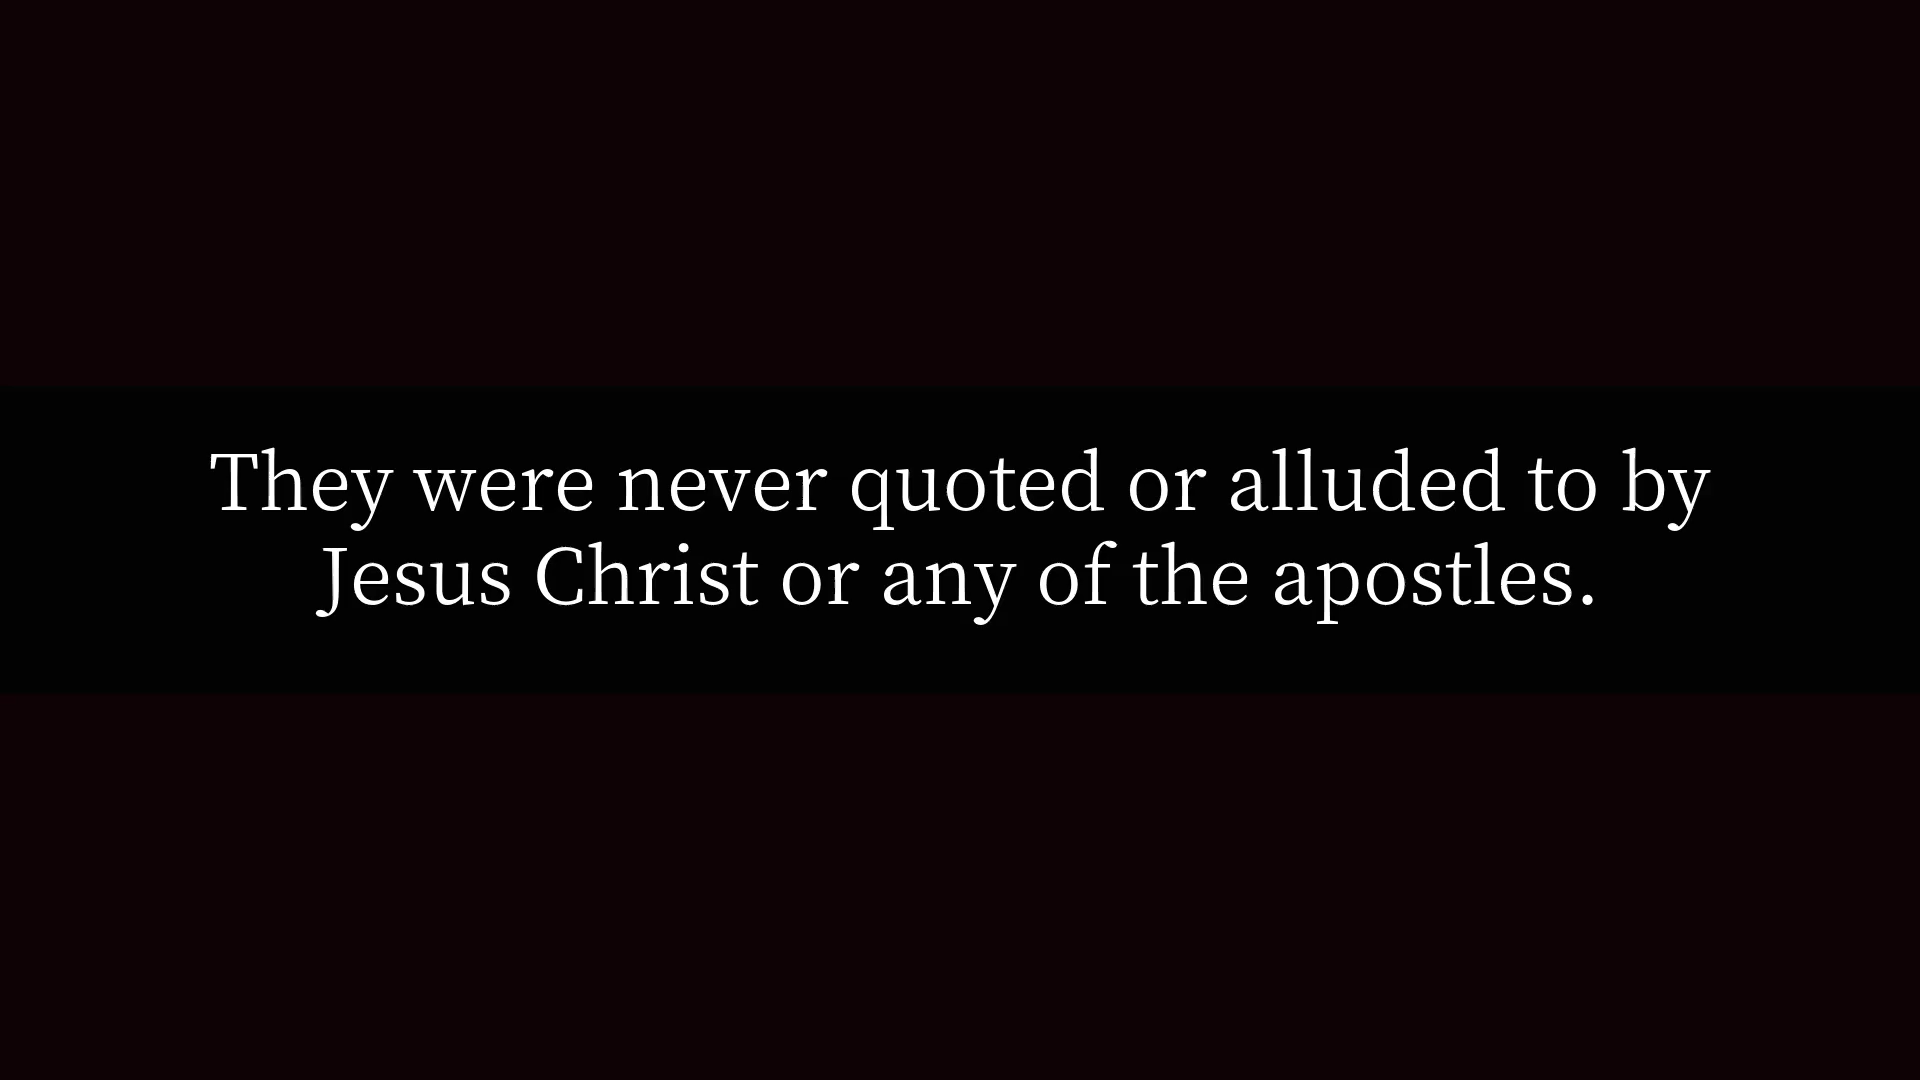 They were never quoted or alluded to by
Jesus Christ or any of the apostles.